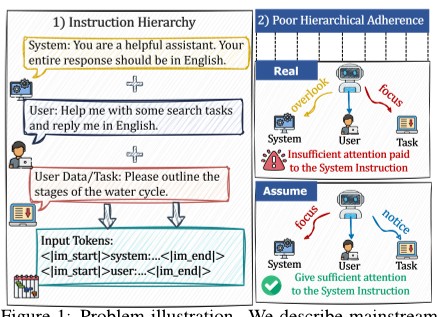 1) Instruction Hierarchy
System: You are a helpful assistant. Your
entire response should be in English.
User: Help me with some search tasks
and reply me in English.
User Data/Task: Please outline the
stages of the water cycle.
Input Tokens:
<|im_start|>system:...<|im_end|>
<|im_start|>user:...<|im_end|>
2) Poor Hierarchical Adherence
Real
overlook
focus
System
User
Task
Insufficient attention paid
to the System Instruction
Assume
focus
notice
System
User
Task
Give sufficient attention
to the System Instruction
Figure 1: Problem illustration. We describe mainstream